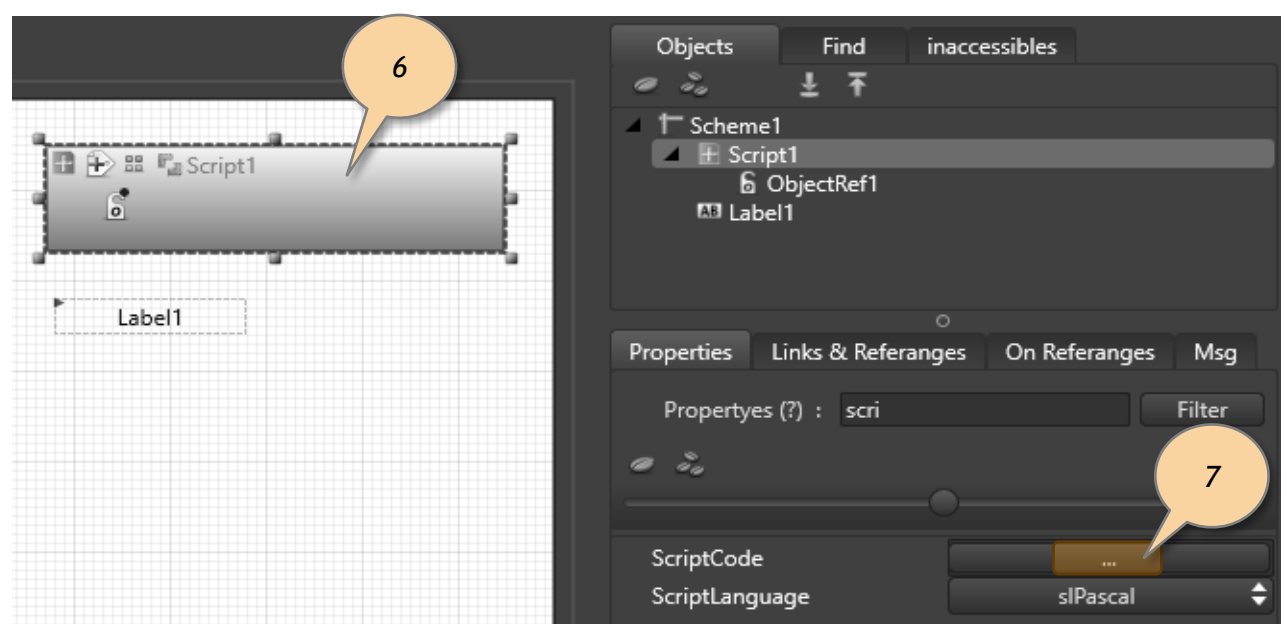 6
Script1
Label1
Objects Find inaccessibles
Scheme1
Script1
ObjectRef1
AB Label1
Properties Links & Referanges On Referanges Msg
Propertyes (?) : scri Filter
7
ScriptCode ...
ScriptLanguage slPascal